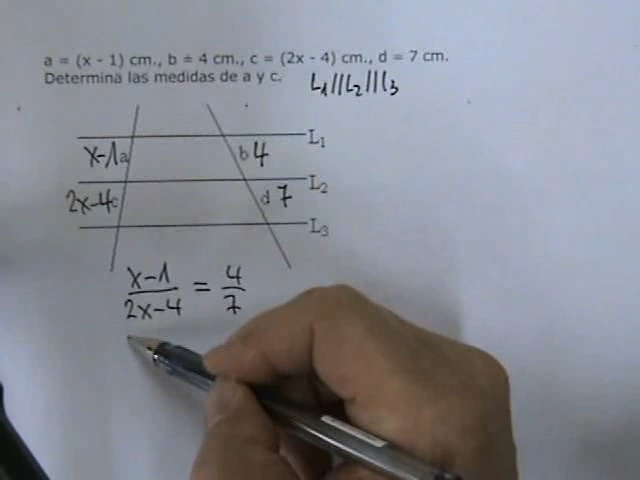 a = (x - 1) cm., b = 4 cm., c = (2x - 4) cm., d = 7 cm.
Determina las medidas de a y c. L1//L2//L3
L1
x-1 a b 4
L2
2x-4 c d 7
L3
x-1 / 2x-4 = 4 / 7